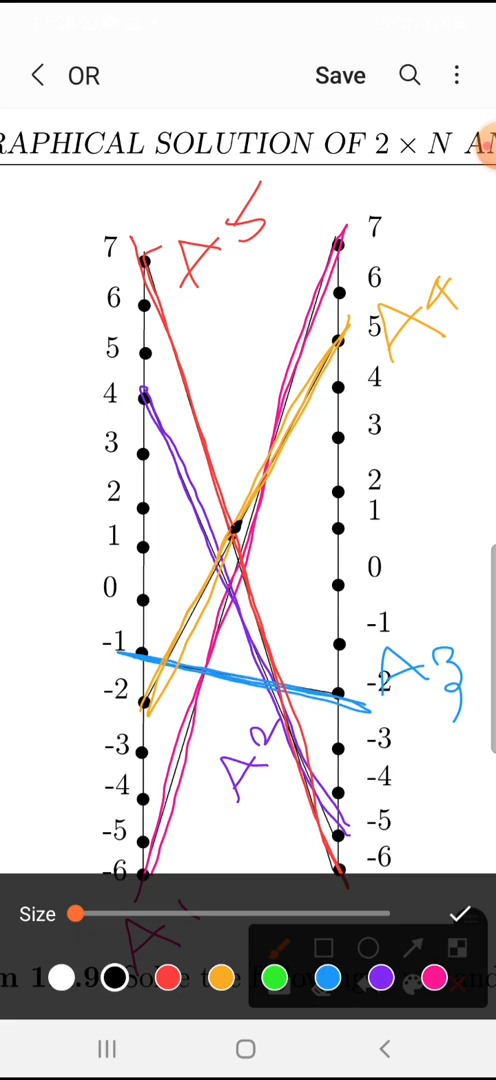 OR Save
RAPHICAL SOLUTION OF 2 × N AN
7 7
A5
6 6
5 5 A4
4 4
3 3
2 2
1 1
0 0
-1 -1
-2 -2 A3
-3 -3
A2
-4 -4
-5 -5
-6 -6
Size
A1